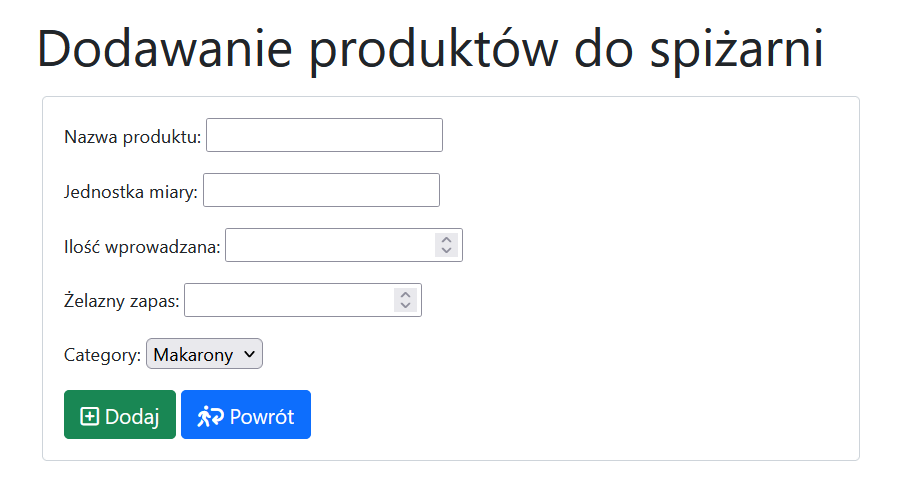 Dodawanie produktów do spiżarni
Nazwa produktu:
Jednostka miary:
Ilość wprowadzana:
Żelazny zapas:
Category: Makarony
Dodaj Powrót